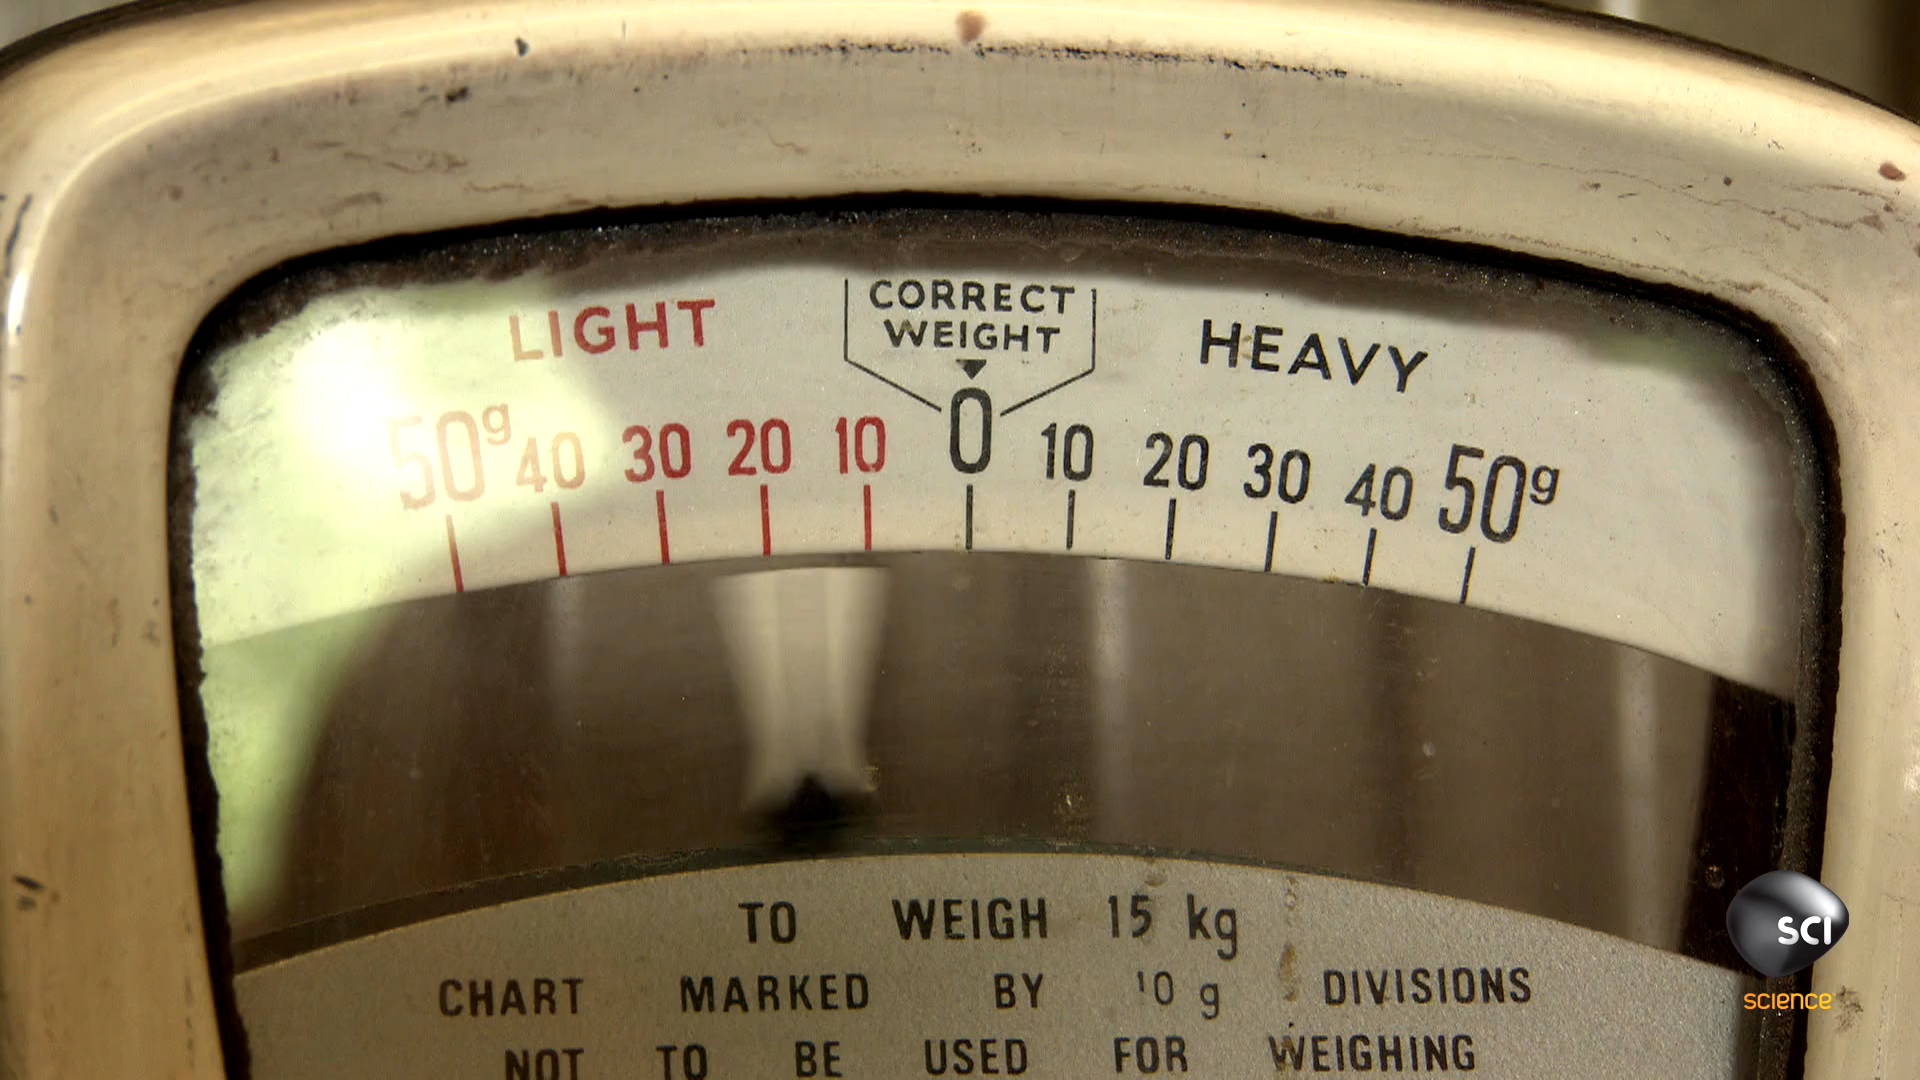 CORRECT
WEIGHT
LIGHT
HEAVY
50g 40 30 20 10 0 10 20 30 40 50g
TO WEIGH 15 kg
CHART MARKED BY 10 g DIVISIONS
NOT TO BE USED FOR WEIGHING
SCI
science